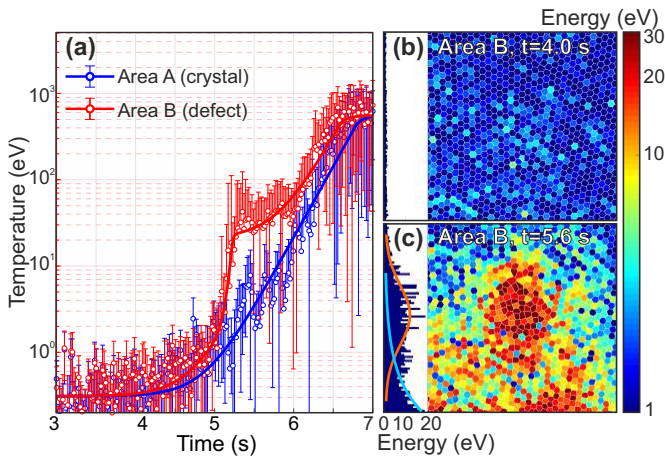 Energy (eV)
(a)
Area A (crystal)
Area B (defect)
Temperature (eV)
10³
10²
10¹
10⁰
3 4 5 6 7
Time (s)
(b) Area B, t=4.0 s
(c) Area B, t=5.6 s
0 10 20
Energy (eV)
30
20
10
1